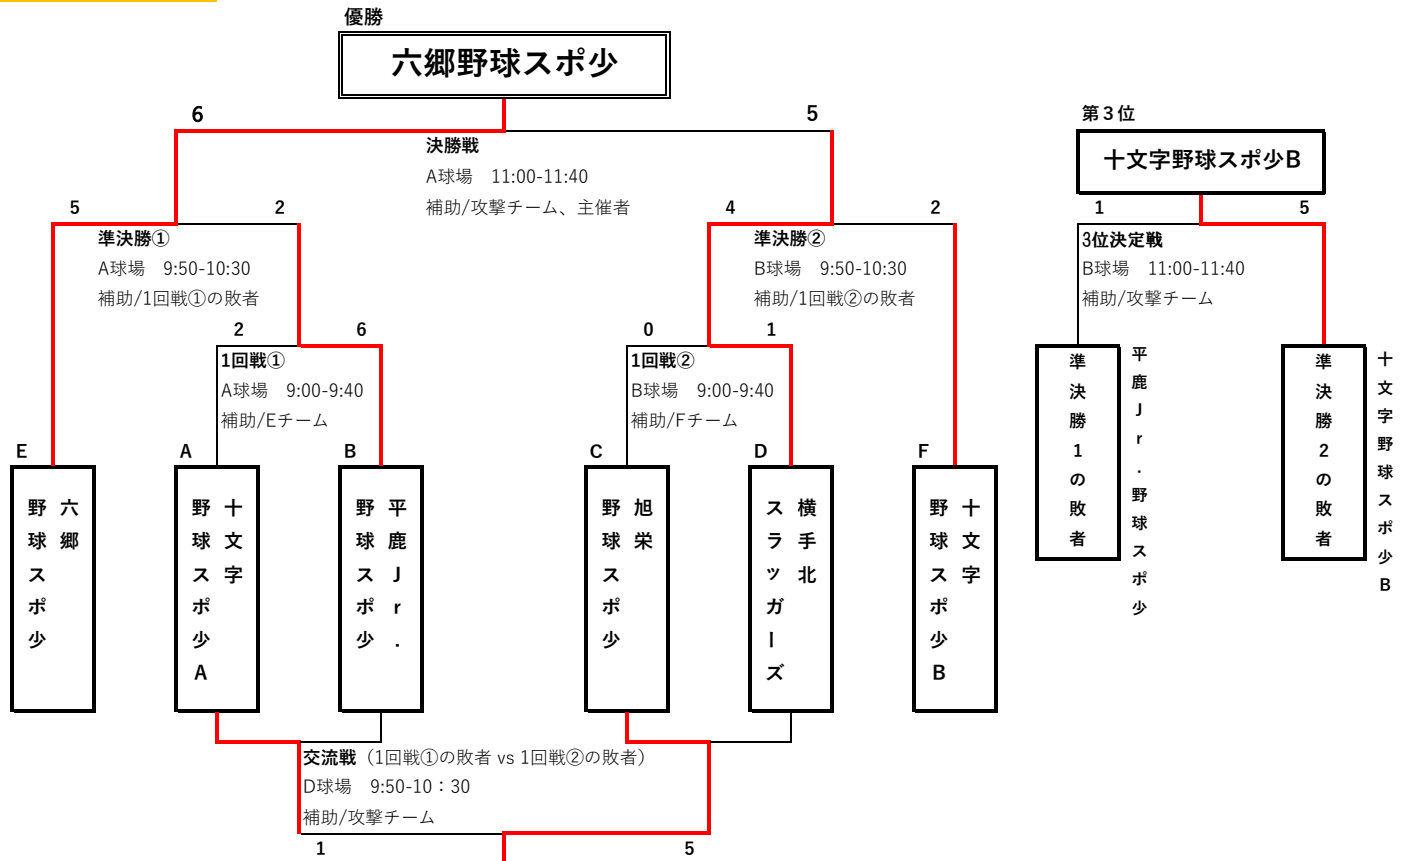 優勝
六郷野球スポ少
6
5
決勝戦
A球場　11:00-11:40
補助/攻撃チーム、主催者
第３位
十文字野球スポ少B
5
2
準決勝①
A球場　9:50-10:30
補助/1回戦①の敗者
4
2
準決勝②
B球場　9:50-10:30
補助/1回戦②の敗者
1
5
3位決定戦
B球場　11:00-11:40
補助/攻撃チーム
2
6
1回戦①
A球場　9:00-9:40
補助/Eチーム
0
1
1回戦②
B球場　9:00-9:40
補助/Fチーム
準決勝1の敗者
平鹿Jr.野球スポ少
準決勝2の敗者
十文字野球スポ少B
E
六郷
野球スポ少
A
十文字
野球スポ少A
B
平鹿Jr.
野球スポ少
C
旭栄
野球スポ少
D
横手北
スラッガーズ
F
十文字
野球スポ少B
交流戦（1回戦①の敗者 vs 1回戦②の敗者）
D球場　9:50-10：30
補助/攻撃チーム
1
5